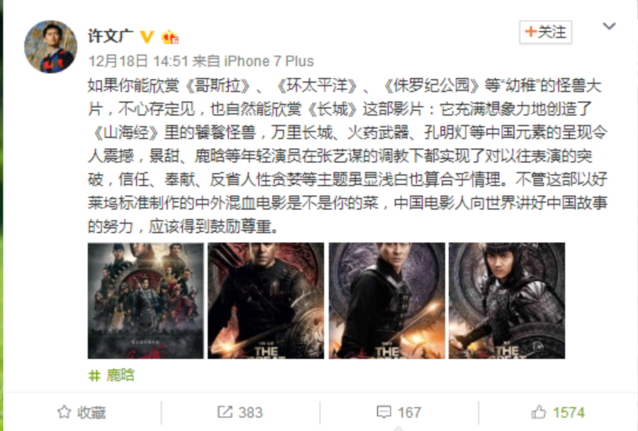 许文广
+关注
12月18日 14:51 来自 iPhone 7 Plus
如果你能欣赏《哥斯拉》、《环太平洋》、《侏罗纪公园》等“幼稚”的怪兽大
片，不心存定见，也自然能欣赏《长城》这部影片：它充满想象力地创造了
《山海经》里的饕餮怪兽，万里长城、火药武器、孔明灯等中国元素的呈现令
人震撼，景甜、鹿晗等年轻演员在张艺谋的调教下都实现了对以往表演的突
破，信任、奉献、反省人性贪婪等主题虽显浅白也算合乎情理。不管这部以好
莱坞标准制作的中外混血电影是不是你的菜，中国电影人向世界讲好中国故事
的努力，应该得到鼓励尊重。
THE
THE
THE GREAT
# 鹿晗
收藏
383
167
1574